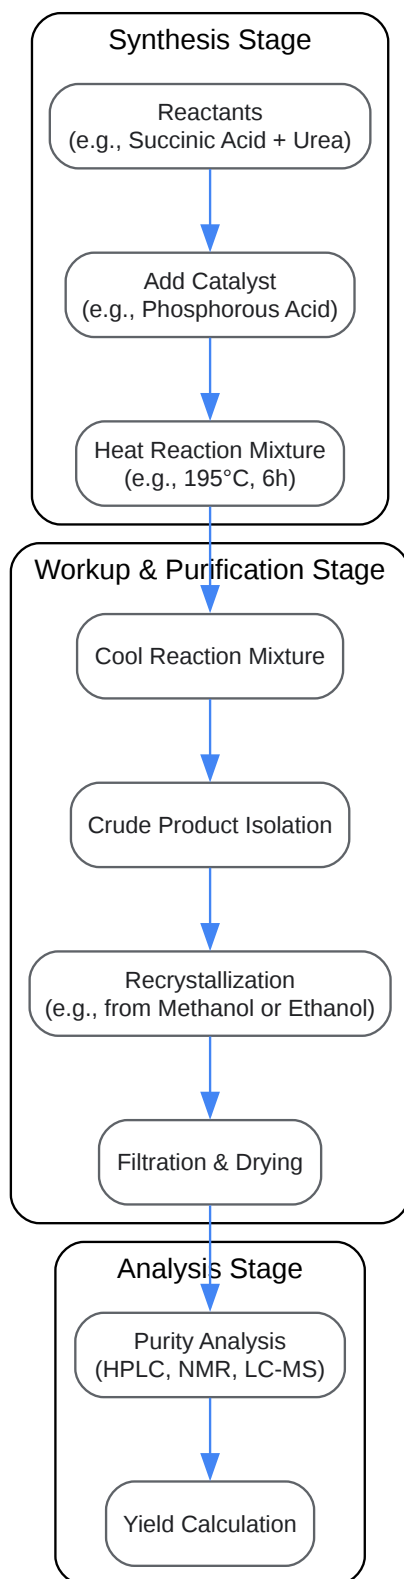 Synthesis Stage
Reactants
(e.g., Succinic Acid + Urea)
Add Catalyst
(e.g., Phosphorous Acid)
Heat Reaction Mixture
(e.g., 195°C, 6h)
Workup & Purification Stage
Cool Reaction Mixture
Crude Product Isolation
Recrystallization
(e.g., from Methanol or Ethanol)
Filtration & Drying
Analysis Stage
Purity Analysis
(HPLC, NMR, LC-MS)
Yield Calculation